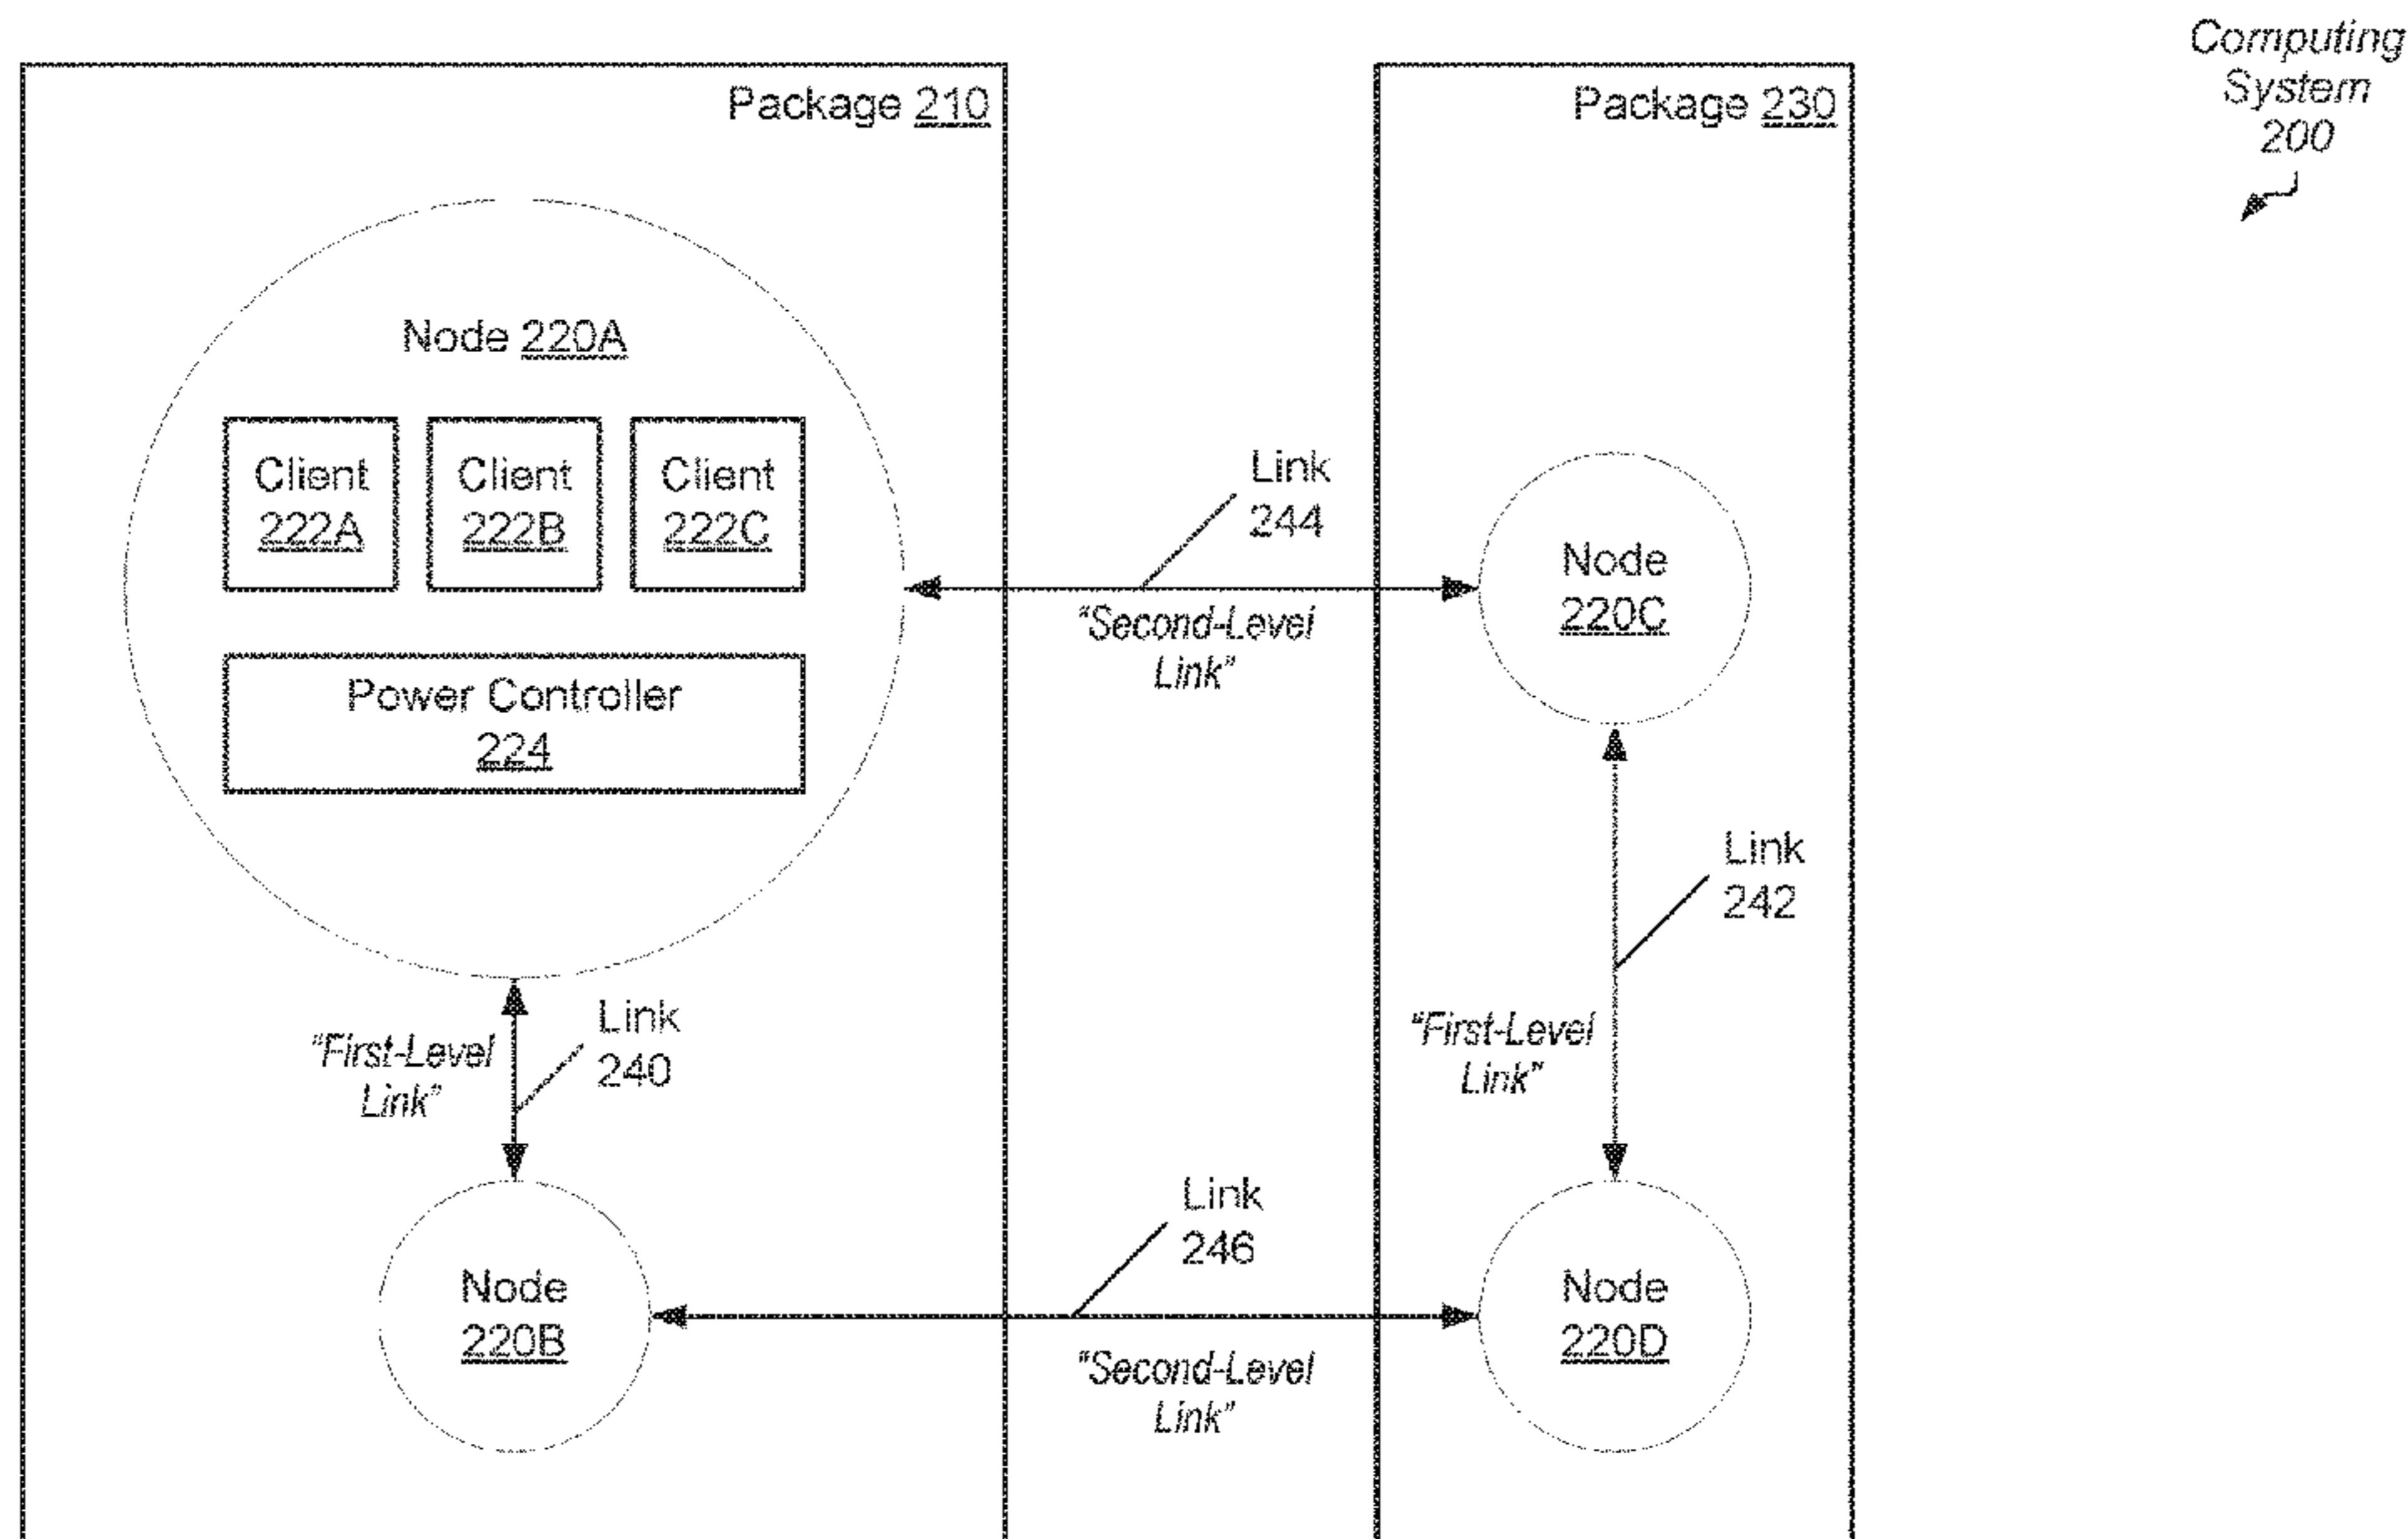 Computing
System
200
Package 210
Package 230
Node 220A
Client
222A
Client
222B
Client
222C
Power Controller
224
Link
244
"Second-Level
Link"
Node
220C
Link
242
"First-Level
Link"
Link
240
"First-Level
Link"
Link
246
Node
220B
"Second-Level
Link"
Node
220D